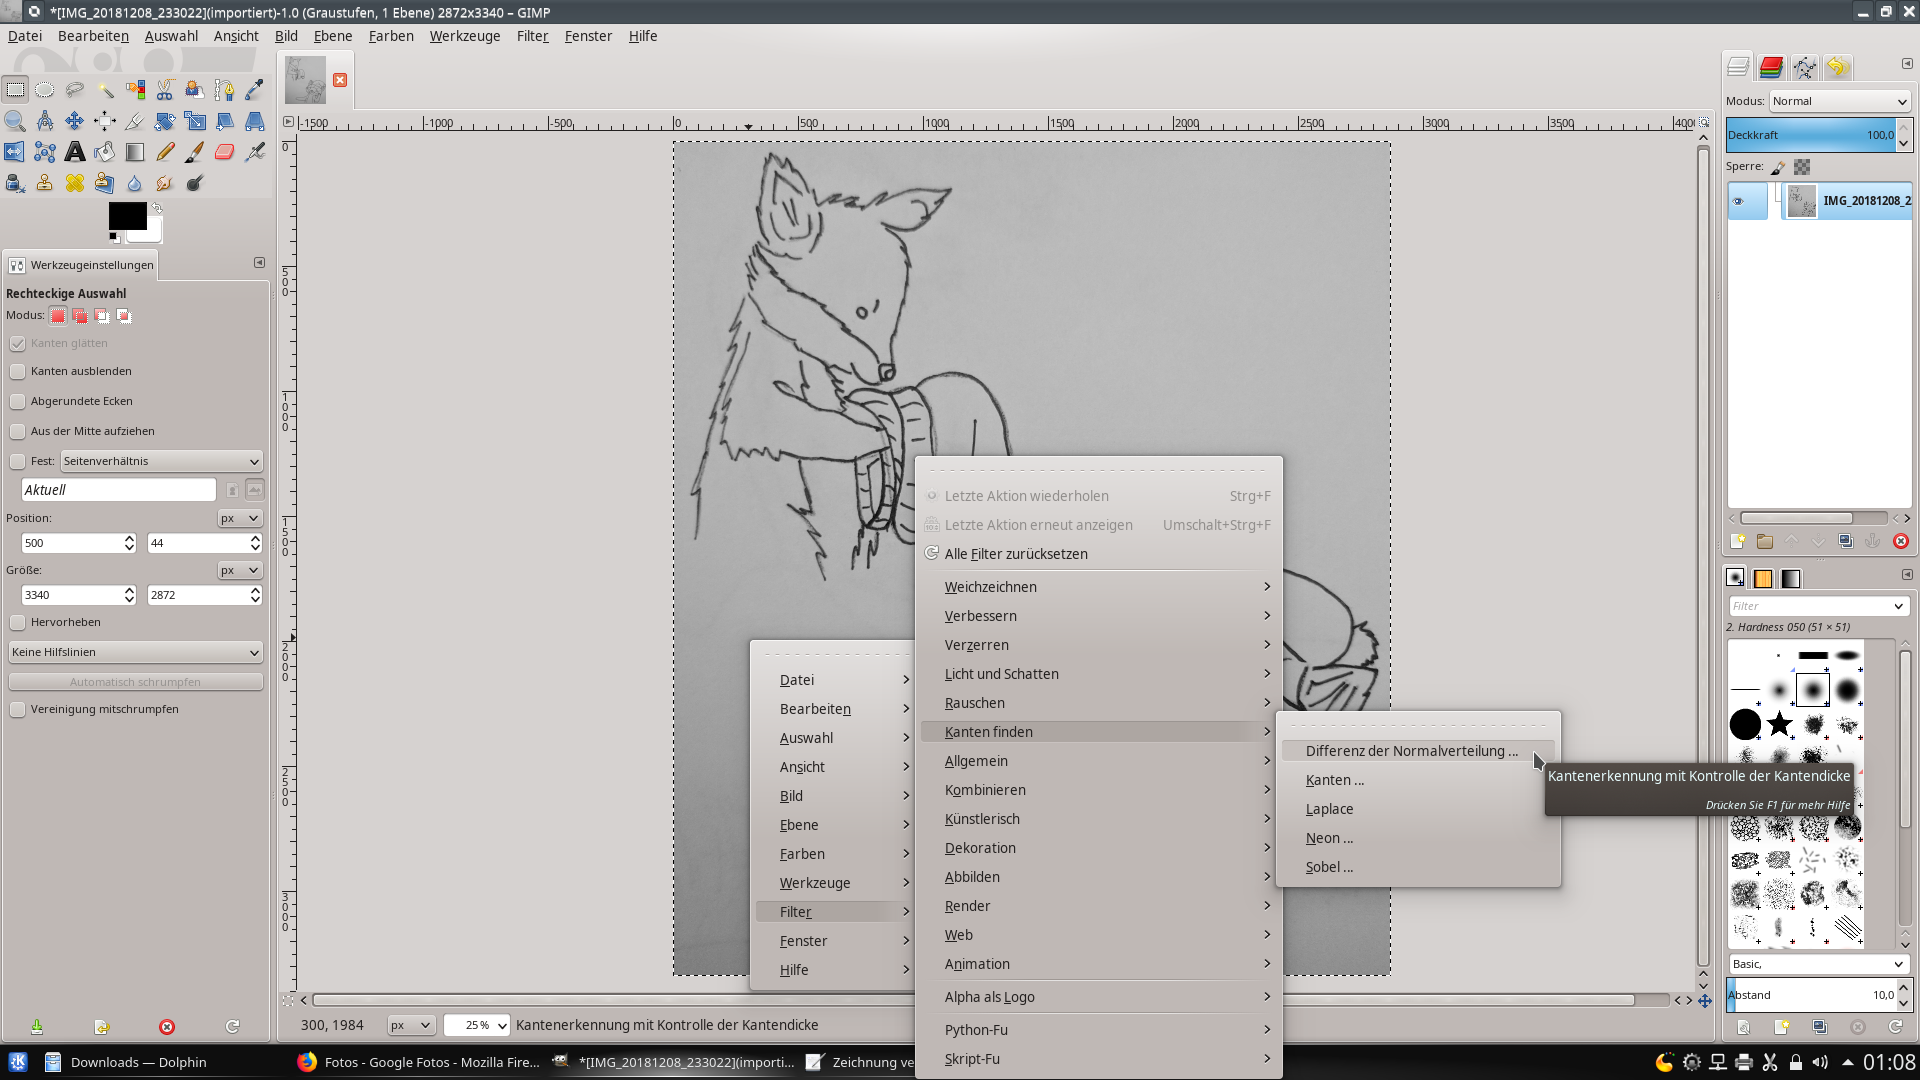 *[IMG_20181208_233022](importiert)-1.0 (Graustufen, 1 Ebene) 2872x3340 – GIMP
Datei Bearbeiten Auswahl Ansicht Bild Ebene Farben Werkzeuge Filter Fenster Hilfe
-1500 -1000 -500 0 500 1000 1500 2000 2500 3000 3500 4000
0
500
1000
1500
2000
2500
3000
Werkzeugeinstellungen
Rechteckige Auswahl
Modus:
Kanten glätten
Kanten ausblenden
Abgerundete Ecken
Aus der Mitte aufziehen
Fest: Seitenverhältnis
Aktuell
Position: px
500 44
Größe: px
3340 2872
Hervorheben
Keine Hilfslinien
Automatisch schrumpfen
Vereinigung mitschrumpfen
Datei
Bearbeiten
Auswahl
Ansicht
Bild
Ebene
Farben
Werkzeuge
Filter
Fenster
Hilfe
Letzte Aktion wiederholen Strg+F
Letzte Aktion erneut anzeigen Umschalt+Strg+F
Alle Filter zurücksetzen
Weichzeichnen
Verbessern
Verzerren
Licht und Schatten
Rauschen
Kanten finden
Allgemein
Kombinieren
Künstlerisch
Dekoration
Abbilden
Render
Web
Animation
Alpha als Logo
Python-Fu
Skript-Fu
Differenz der Normalverteilung ...
Kanten ...
Laplace
Neon ...
Sobel ...
Kantenerkennung mit Kontrolle der Kantendicke
Drücken Sie F1 für mehr Hilfe
Modus: Normal
Deckkraft 100,0
Sperre:
IMG_20181208_2
Filter
2. Hardness 050 (51 × 51)
Basic,
Abstand 10,0
300, 1984 px 25 % Kantenerkennung mit Kontrolle der Kantendicke
Downloads — Dolphin
Fotos - Google Fotos - Mozilla Fire...
*[IMG_20181208_233022](importi...
Zeichnung ve
01:08